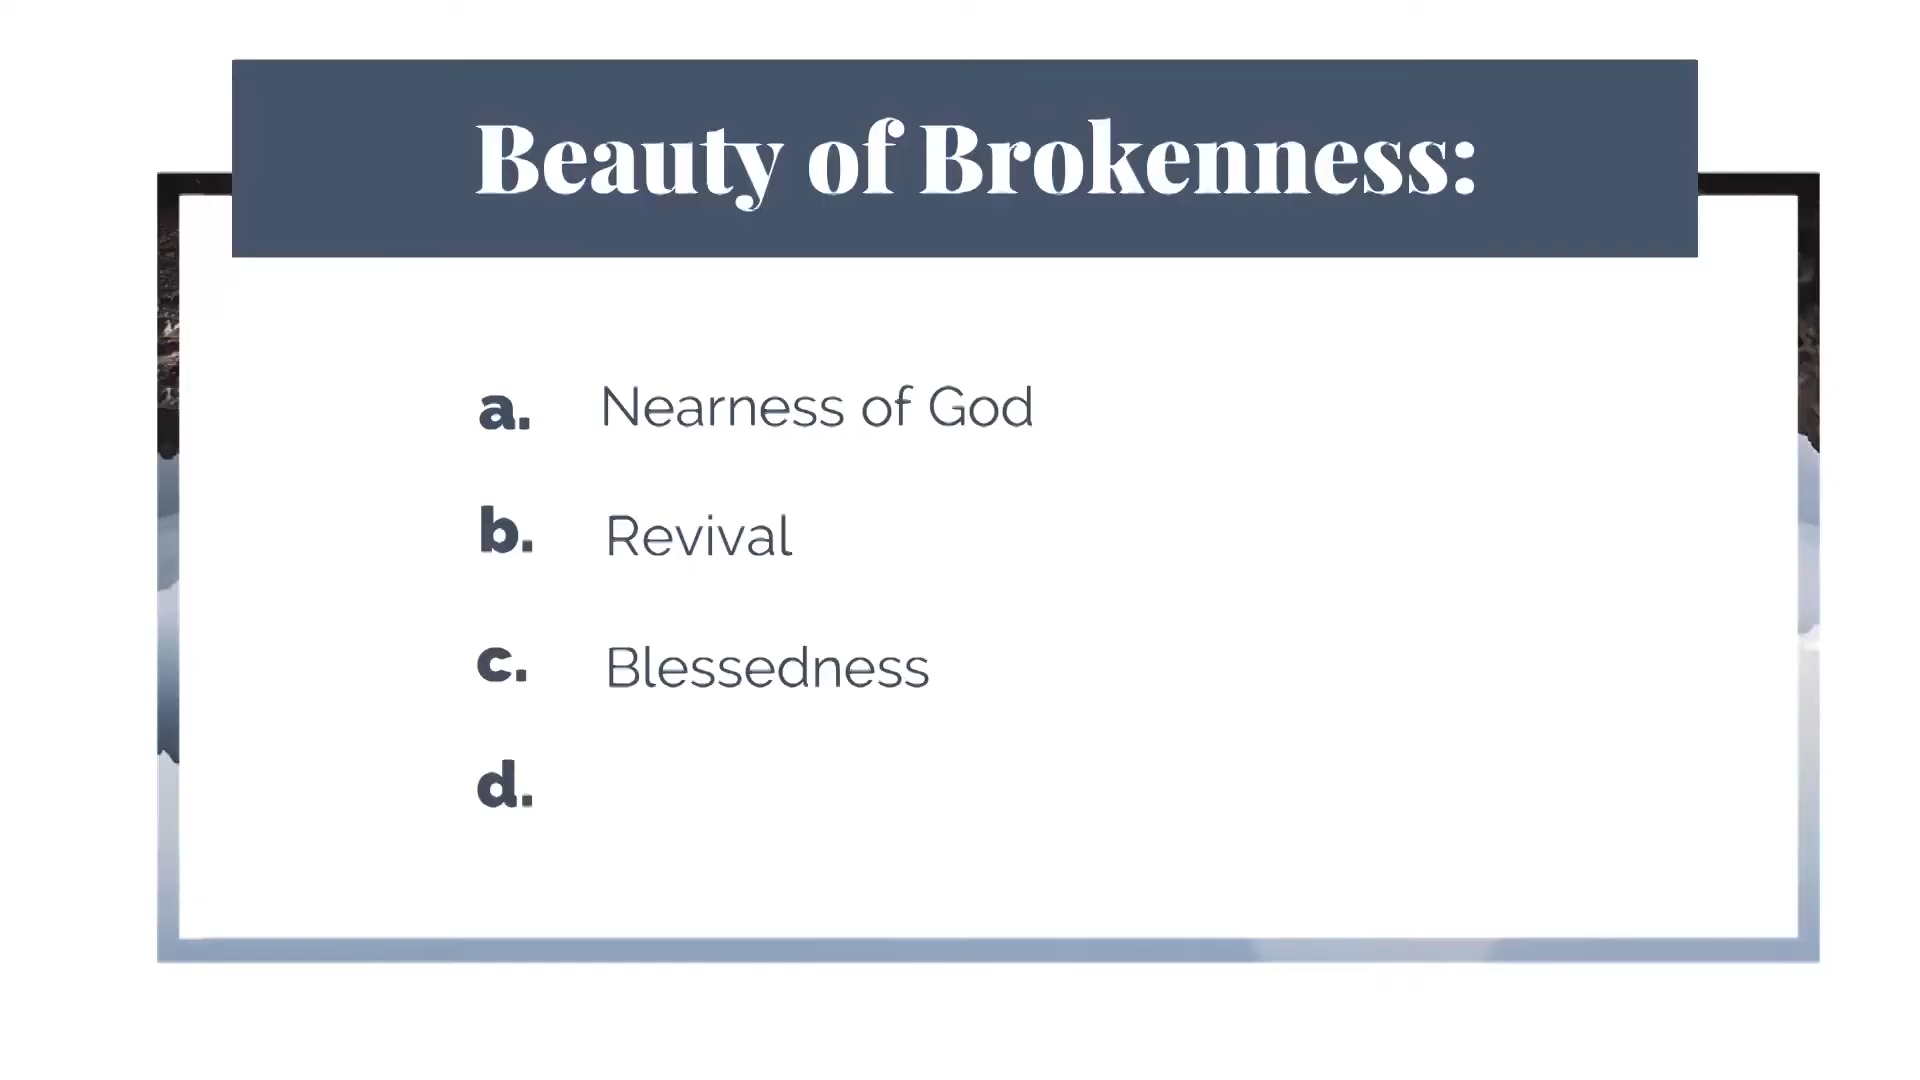 Beauty of Brokenness:
a. Nearness of God
b. Revival
c. Blessedness
d.